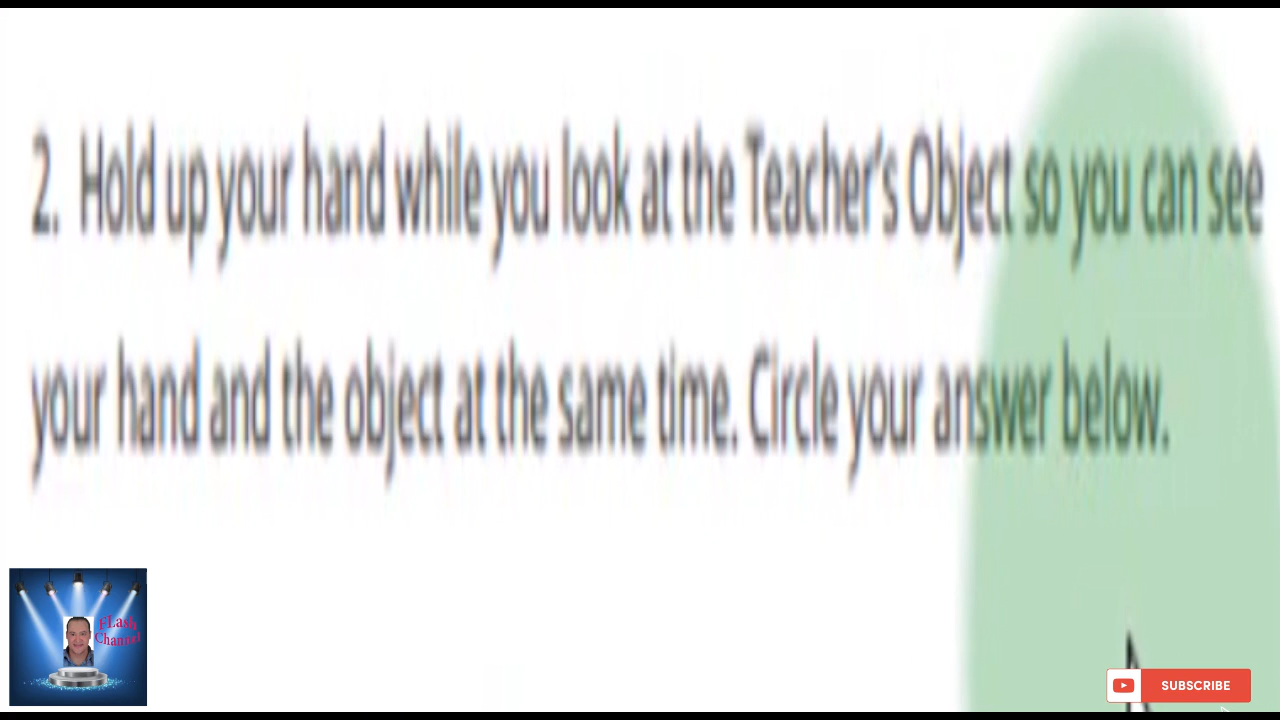 2. Hold up your hand while you look at the Teacher's Object so you can see
your hand and the object at the same time. Circle your answer below.
FLash
Channel
SUBSCRIBE